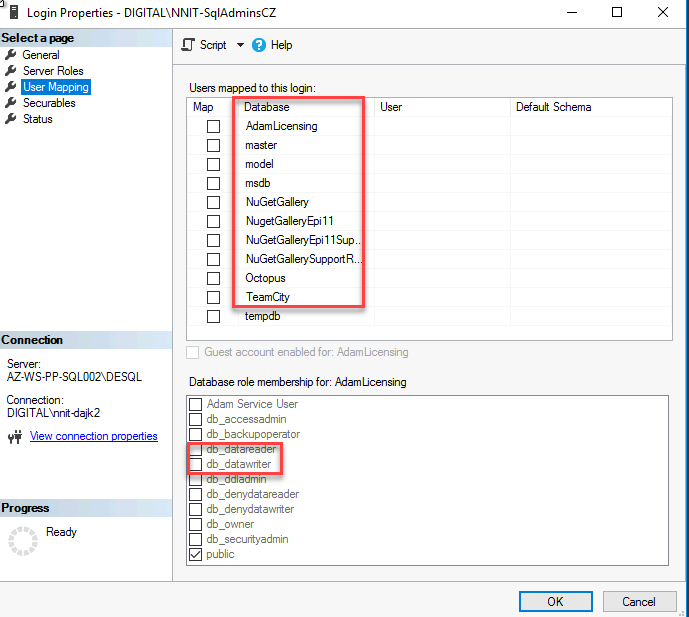 Login Properties - DIGITAL\NNIT-SqlAdminsCZ
Select a page
General
Server Roles
User Mapping
Securables
Status
Connection
Server:
AZ-WS-PP-SQL002\DESQL
Connection:
DIGITAL\nnit-dajk2
View connection properties
Progress
Ready
Script
Help
Users mapped to this login:
Map Database User Default Schema
AdamLicensing
master
model
msdb
NuGetGallery
NugetGalleryEpi11
NuGetGalleryEpi11Sup...
NuGetGallerySupportR...
Octopus
TeamCity
tempdb
Guest account enabled for: AdamLicensing
Database role membership for: AdamLicensing
Adam Service User
db_accessadmin
db_backupoperator
db_datareader
db_datawriter
db_ddladmin
db_denydatareader
db_denydatawriter
db_owner
db_securityadmin
public
OK Cancel